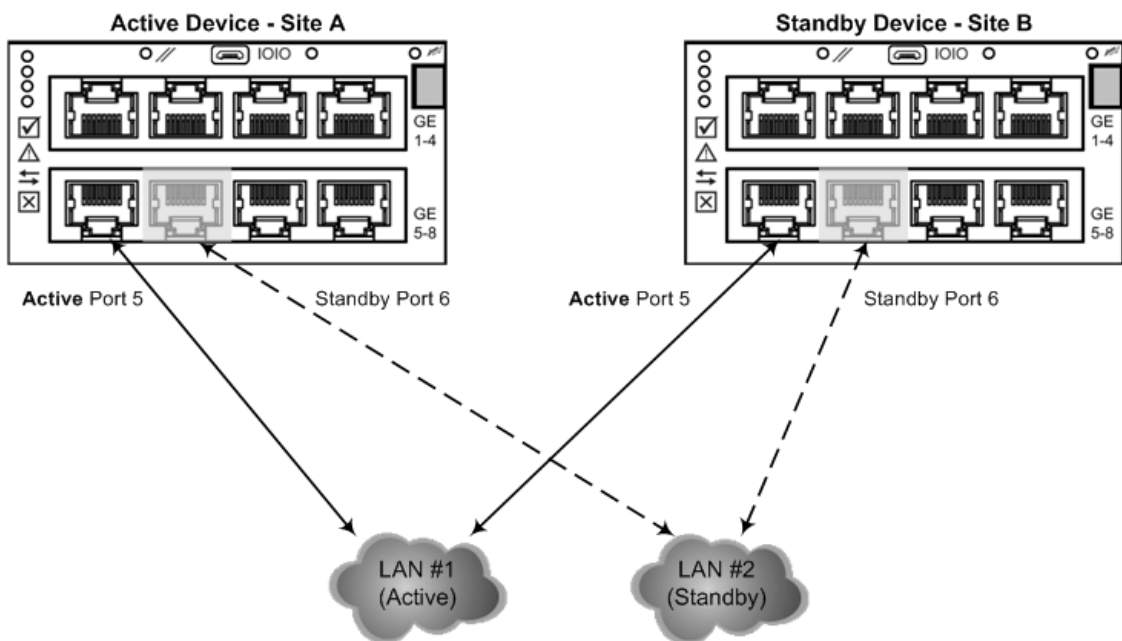 Active Device - Site A
Standby Device - Site B
IOIO
IOIO
GE
1-4
GE
1-4
GE
5-8
GE
5-8
Active Port 5
Standby Port 6
Active Port 5
Standby Port 6
LAN #1
(Active)
LAN #2
(Standby)